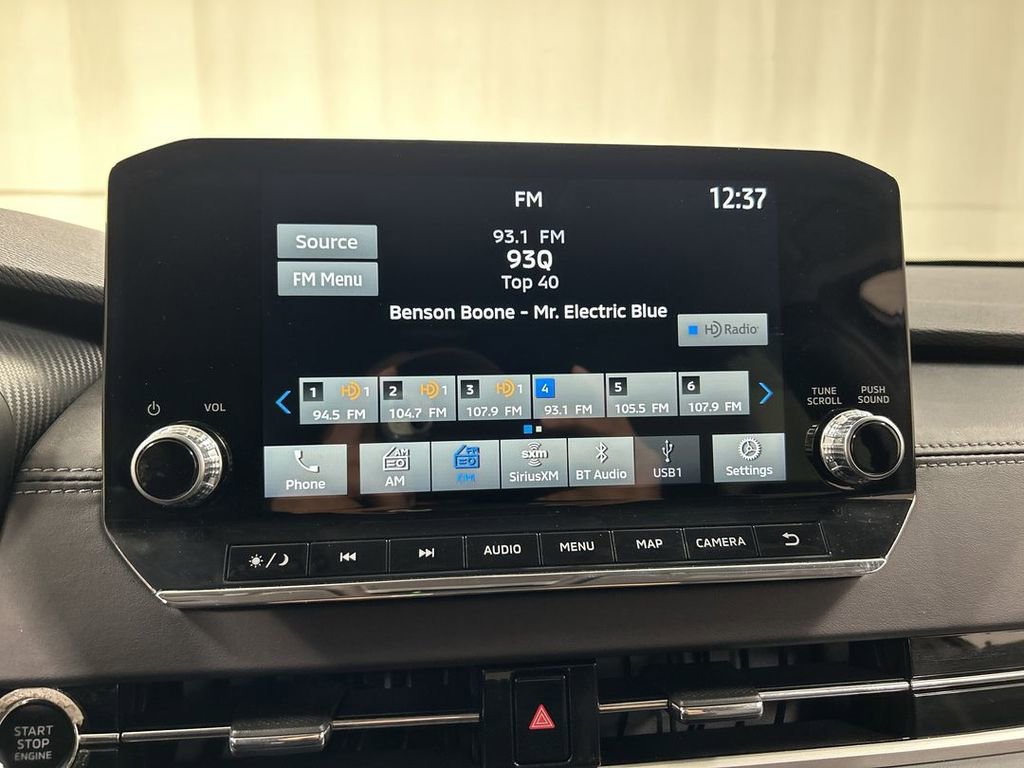 FM
12:37
Source
93.1 FM
93Q
FM Menu
Top 40
Benson Boone - Mr. Electric Blue
HD Radio
1 HD 1
94.5 FM
2 HD 1
104.7 FM
3 HD 1
107.9 FM
4
93.1 FM
5
105.5 FM
6
107.9 FM
VOL
TUNE
SCROLL
PUSH
SOUND
Phone
AM
AM
FM
FM
sxm
SiriusXM
BT Audio
USB1
Settings
AUDIO
MENU
MAP
CAMERA
START
STOP
ENGINE